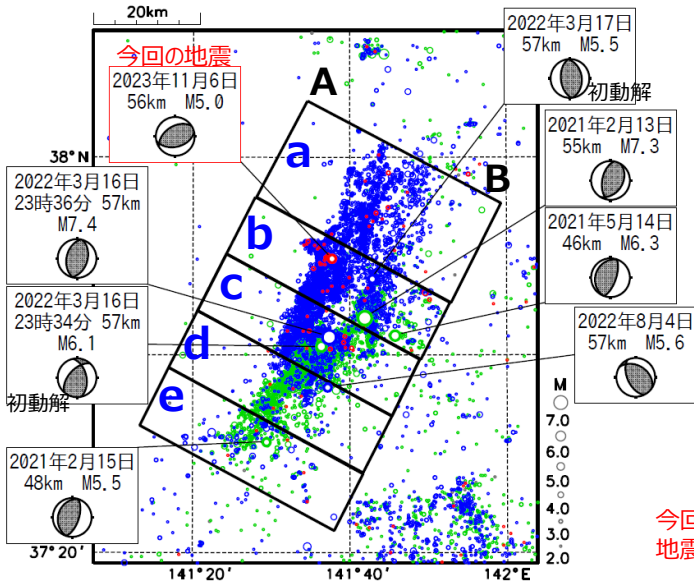 20km
今回の地震
2023年11月6日
56km M5.0
2022年3月17日
57km M5.5
初動解
2021年2月13日
55km M7.3
2021年5月14日
46km M6.3
2022年8月4日
57km M5.6
2022年3月16日
23時36分 57km
M7.4
2022年3月16日
23時34分 57km
M6.1
初動解
2021年2月15日
48km M5.5
A
B
a
b
c
d
e
38°N
37°20'
141°20'
141°40'
142°E
M
7.0
6.0
5.0
4.0
3.0
2.0
今回
地震